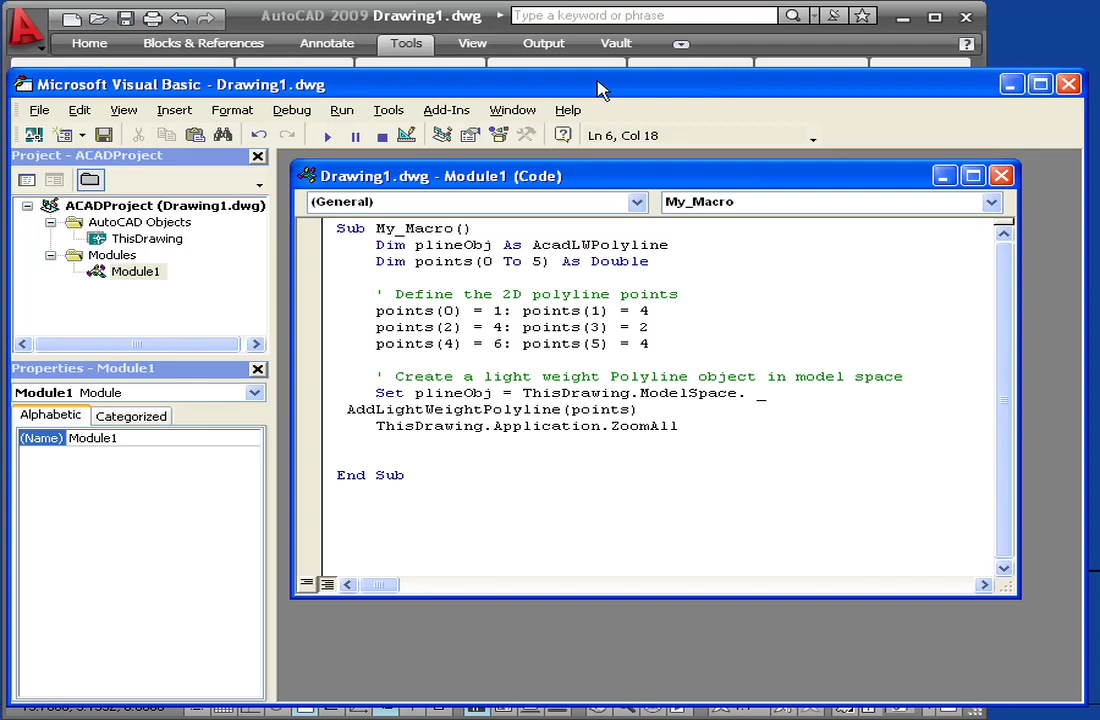 AutoCAD 2009 Drawing1.dwg
Type a keyword or phrase
Home Blocks & References Annotate Tools View Output Vault
Microsoft Visual Basic - Drawing1.dwg
File Edit View Insert Format Debug Run Tools Add-Ins Window Help
Ln 6, Col 18
Project - ACADProject
ACADProject (Drawing1.dwg)
AutoCAD Objects
ThisDrawing
Modules
Module1
Properties - Module1
Module1 Module
Alphabetic Categorized
(Name) Module1
Drawing1.dwg - Module1 (Code)
(General) My_Macro
Sub My_Macro()
Dim plineObj As AcadLWPolyline
Dim points(0 To 5) As Double
' Define the 2D polyline points
points(0) = 1: points(1) = 4
points(2) = 4: points(3) = 2
points(4) = 6: points(5) = 4
' Create a light weight Polyline object in model space
Set plineObj = ThisDrawing.ModelSpace. _
AddLightWeightPolyline(points)
ThisDrawing.Application.ZoomAll
End Sub